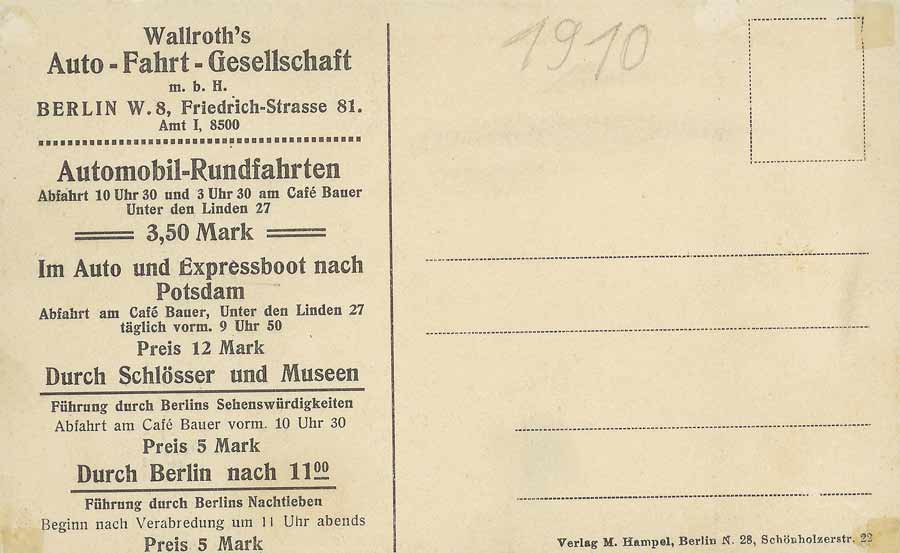 Wallroth's
Auto-Fahrt-Gesellschaft
m. b. H.
BERLIN W. 8, Friedrich-Strasse 81.
Amt I, 8500
Automobil-Rundfahrten
Abfahrt 10 Uhr 30 und 3 Uhr 30 am Café Bauer
Unter den Linden 27
3,50 Mark
Im Auto und Expressboot nach
Potsdam
Abfahrt am Café Bauer, Unter den Linden 27
täglich vorm. 9 Uhr 50
Preis 12 Mark
Durch Schlösser und Museen
Führung durch Berlins Sehenswürdigkeiten
Abfahrt am Café Bauer vorm. 10 Uhr 30
Preis 5 Mark
Durch Berlin nach 11⁰⁰
Führung durch Berlins Nachtleben
Beginn nach Verabredung um 11 Uhr abends
Preis 5 Mark
1910
Verlag M. Hampel, Berlin N. 28, Schönholzerstr. 22